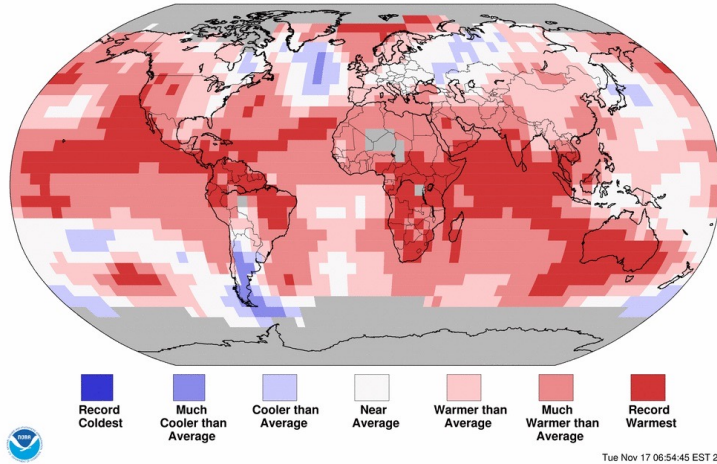 Record
Coldest
Much
Cooler than
Average
Cooler than
Average
Near
Average
Warmer than
Average
Much
Warmer than
Average
Record
Warmest
NOAA
Tue Nov 17 06:54:45 EST 2